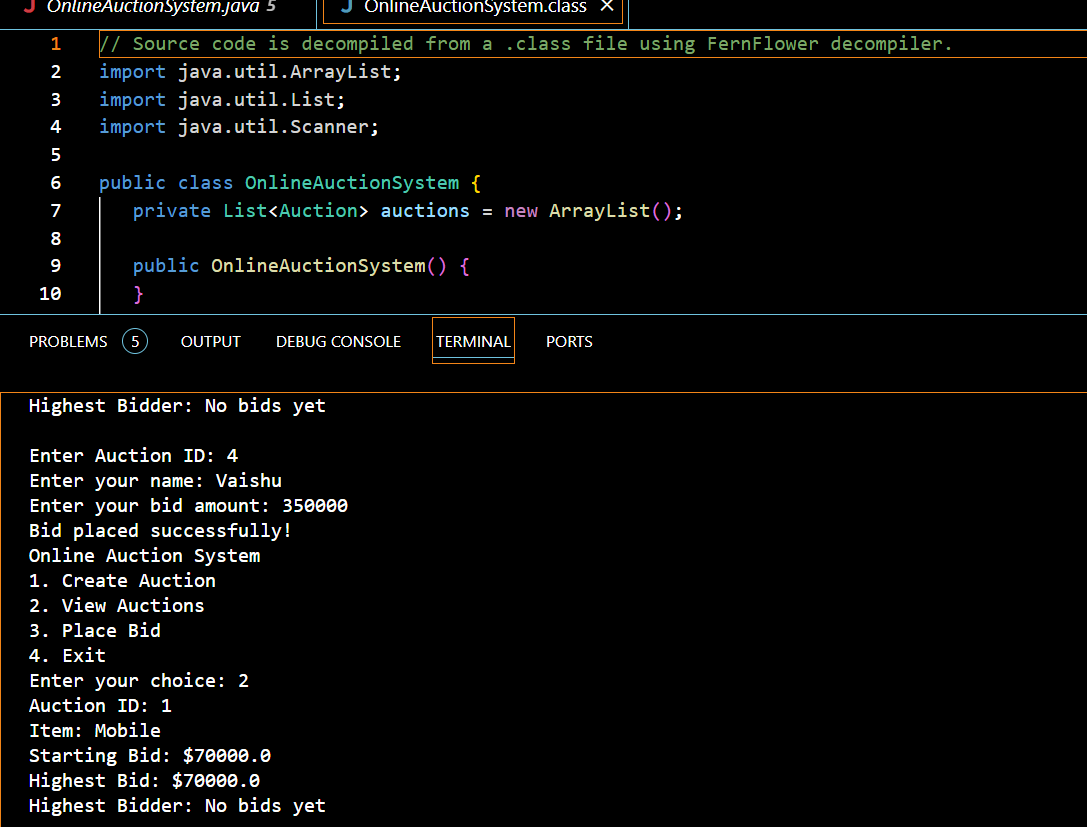 OnlineAuctionSystem.java 5
OnlineAuctionSystem.class ×
1 // Source code is decompiled from a .class file using FernFlower decompiler.
2 import java.util.ArrayList;
3 import java.util.List;
4 import java.util.Scanner;
5
6 public class OnlineAuctionSystem {
7 private List<Auction> auctions = new ArrayList();
8
9 public OnlineAuctionSystem() {
10 }
PROBLEMS 5 OUTPUT DEBUG CONSOLE TERMINAL PORTS
Highest Bidder: No bids yet
Enter Auction ID: 4
Enter your name: Vaishu
Enter your bid amount: 350000
Bid placed successfully!
Online Auction System
1. Create Auction
2. View Auctions
3. Place Bid
4. Exit
Enter your choice: 2
Auction ID: 1
Item: Mobile
Starting Bid: $70000.0
Highest Bid: $70000.0
Highest Bidder: No bids yet